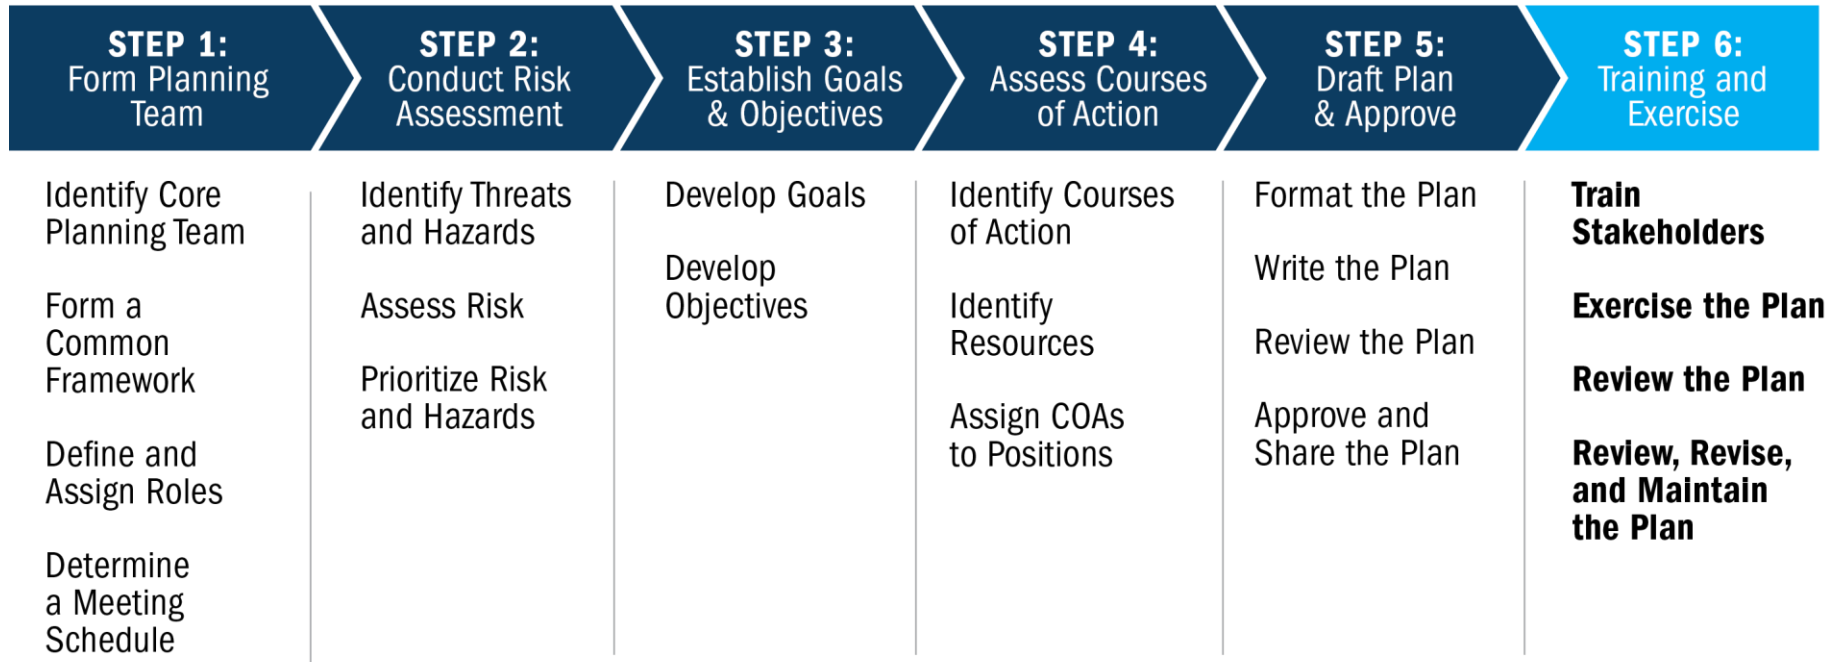 STEP 1:
Form Planning
Team
STEP 2:
Conduct Risk
Assessment
STEP 3:
Establish Goals
& Objectives
STEP 4:
Assess Courses
of Action
STEP 5:
Draft Plan
& Approve
STEP 6:
Training and
Exercise
Identify Core
Planning Team
Form a
Common
Framework
Define and
Assign Roles
Determine
a Meeting
Schedule
Identify Threats
and Hazards
Assess Risk
Prioritize Risk
and Hazards
Develop Goals
Develop
Objectives
Identify Courses
of Action
Identify
Resources
Assign COAs
to Positions
Format the Plan
Write the Plan
Review the Plan
Approve and
Share the Plan
Train
Stakeholders
Exercise the Plan
Review the Plan
Review, Revise,
and Maintain
the Plan